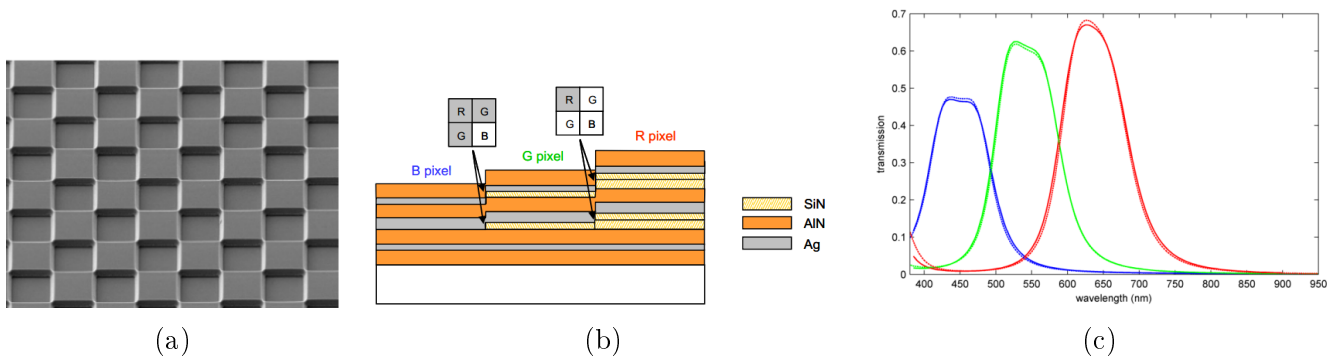 R G
G B
R G
G B
B pixel
G pixel
R pixel
SiN
AlN
Ag
0.7
0.6
0.5
0.4
0.3
0.2
0.1
0
transmission
400 450 500 550 600 650 700 750 800 850 900 950
wavelength (nm)
(a)
(b)
(c)